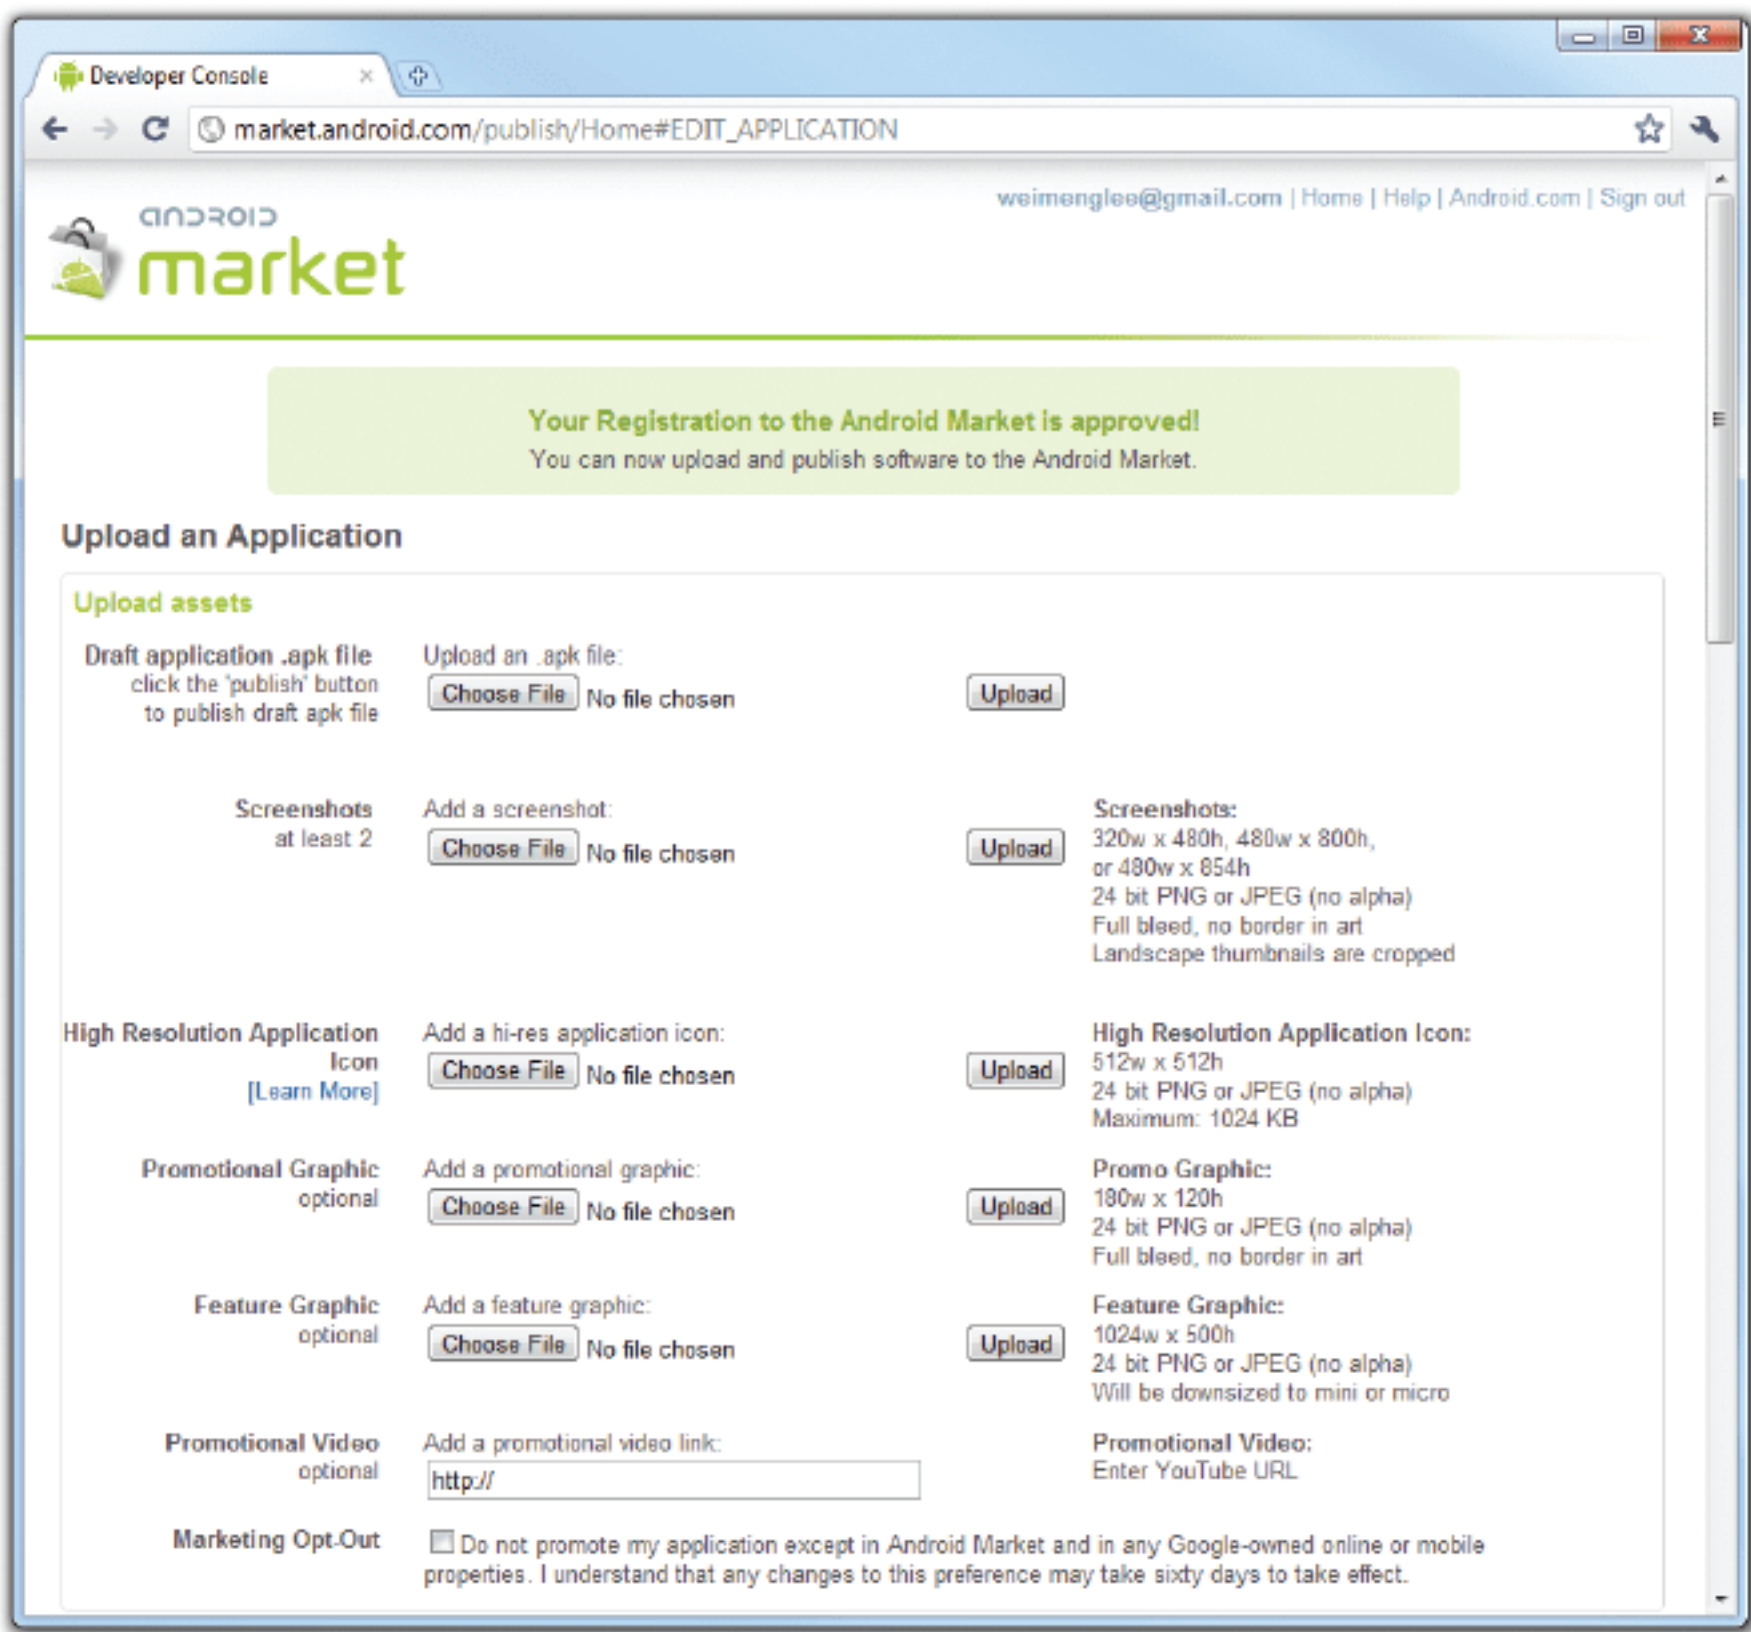 Developer Console
market.android.com/publish/Home#EDIT_APPLICATION
weimenglee@gmail.com | Home | Help | Android.com | Sign out
android
market
Your Registration to the Android Market is approved!
You can now upload and publish software to the Android Market.
Upload an Application
Upload assets
Draft application .apk file
click the 'publish' button
to publish draft apk file
Upload an .apk file:
Choose File No file chosen
Upload
Screenshots
at least 2
Add a screenshot:
Choose File No file chosen
Upload
Screenshots:
320w x 480h, 480w x 800h,
or 480w x 854h
24 bit PNG or JPEG (no alpha)
Full bleed, no border in art
Landscape thumbnails are cropped
High Resolution Application
Icon
[Learn More]
Add a hi-res application icon:
Choose File No file chosen
Upload
High Resolution Application Icon:
512w x 512h
24 bit PNG or JPEG (no alpha)
Maximum: 1024 KB
Promotional Graphic
optional
Add a promotional graphic:
Choose File No file chosen
Upload
Promo Graphic:
180w x 120h
24 bit PNG or JPEG (no alpha)
Full bleed, no border in art
Feature Graphic
optional
Add a feature graphic:
Choose File No file chosen
Upload
Feature Graphic:
1024w x 500h
24 bit PNG or JPEG (no alpha)
Will be downsized to mini or micro
Promotional Video
optional
Add a promotional video link:
http://
Promotional Video:
Enter YouTube URL
Marketing Opt-Out
Do not promote my application except in Android Market and in any Google-owned online or mobile
properties. I understand that any changes to this preference may take sixty days to take effect.